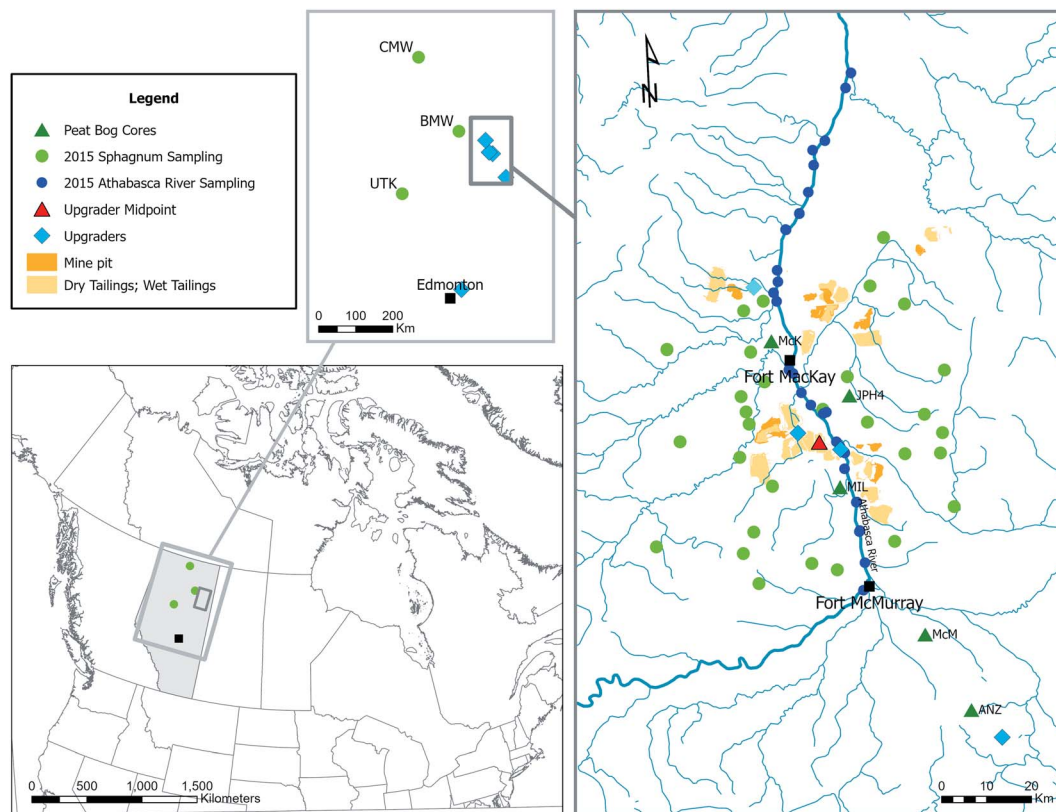 Legend
Peat Bog Cores
2015 Sphagnum Sampling
2015 Athabasca River Sampling
Upgrader Midpoint
Upgraders
Mine pit
Dry Tailings; Wet Tailings
CMW
BMW
UTK
Edmonton
0 100 200
Km
0 500 1,000 1,500
Kilometers
N
McK
Fort MacKay
JPH4
MIL
Athabasca River
Fort McMurray
McM
ANZ
0 10 20
Km